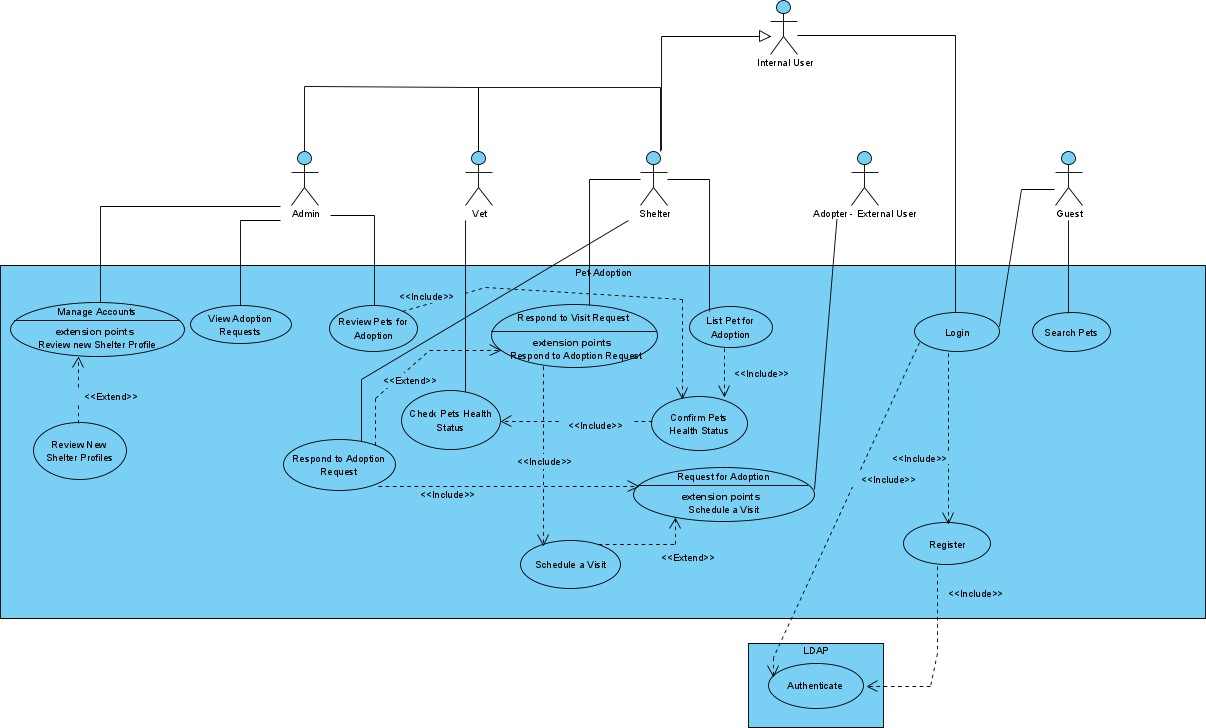 Internal User
Admin
Vet
Shelter
Adopter - External User
Guest
Pet Adoption
<<Include>>
Manage Accounts
extension points
Review new Shelter Profile
View Adoption
Requests
Review Pets for
Adoption
Respond to Visit Request
extension points
Respond to Adoption Request
List Pet for
Adoption
Login
Search Pets
<<Include>>
<<Extend>>
<<Extend>>
Check Pets Health
Status
Confirm Pets
Health Status
<<Include>>
Review New
Shelter Profiles
Respond to Adoption
Request
<<Include>>
<<Include>>
<<Include>>
<<Include>>
Request for Adoption
extension points
Schedule a Visit
Schedule a Visit
<<Extend>>
Register
<<Include>>
LDAP
Authenticate